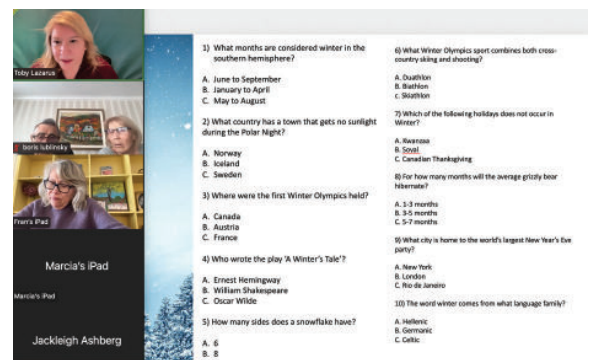 Toby Lazarus
boris lublinsky
Fran's iPad
Marcia's iPad
Marcia's iPad
Jackleigh Ashberg
1) What months are considered winter in the
southern hemisphere?
A. June to September
B. January to April
C. May to August
2) What country has a town that gets no sunlight
during the Polar Night?
A. Norway
B. Iceland
C. Sweden
3) Where were the first Winter Olympics held?
A. Canada
B. Austria
C. France
4) Who wrote the play 'A Winter's Tale'?
A. Ernest Hemingway
B. William Shakespeare
C. Oscar Wilde
5) How many sides does a snowflake have?
A. 6
B. 8
6) What Winter Olympics sport combines both cross-
country skiing and shooting?
A. Duathlon
B. Biathlon
c. Skiathlon
7) Which of the following holidays does not occur in
Winter?
A. Kwanzaa
B. Soyal
C. Canadian Thanksgiving
8) For how many months will the average grizzly bear
hibernate?
A. 1-3 months
B. 3-5 months
C. 5-7 months
9) What city is home to the world's largest New Year's Eve
party?
A. New York
B. London
C. Rio de Janeiro
10) The word winter comes from what language family?
A. Hellenic
B. Germanic
C. Celtic